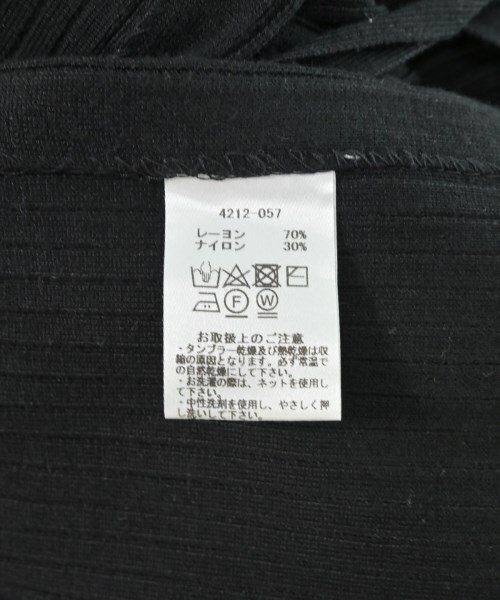 4212-057
レーヨン 70%
ナイロン 30%
F W
お取扱上のご注意
・タンブラー乾燥及び熱乾燥は収
縮の原因となります。必ず常温で
の自然乾燥にして下さい。
・お洗濯の際は、ネットを使用し
て下さい。
・中性洗剤を使用し、やさしく押
し洗いして下さい。